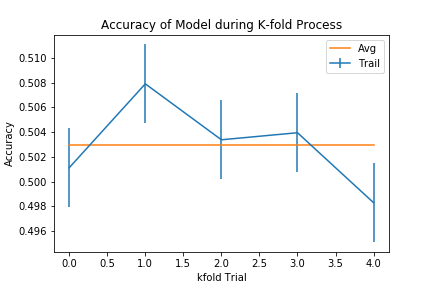 Accuracy of Model during K-fold Process
Avg
Trail
0.510
0.508
0.506
0.504
0.502
0.500
0.498
0.496
Accuracy
0.0 0.5 1.0 1.5 2.0 2.5 3.0 3.5 4.0
kfold Trial